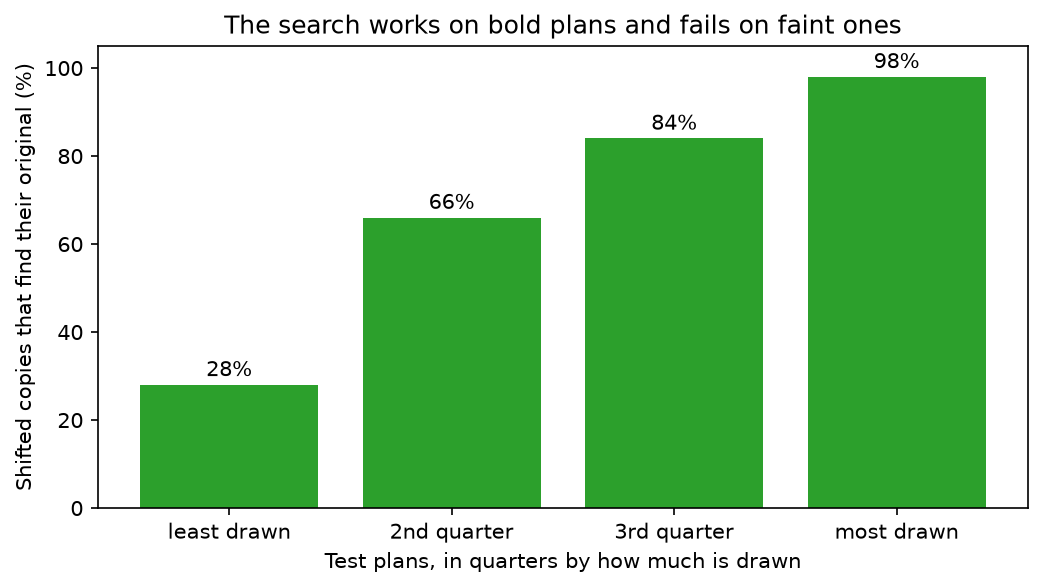 The search works on bold plans and fails on faint ones
Shifted copies that find their original (%)
100
80
60
40
20
0
28%
66%
84%
98%
least drawn
2nd quarter
3rd quarter
most drawn
Test plans, in quarters by how much is drawn